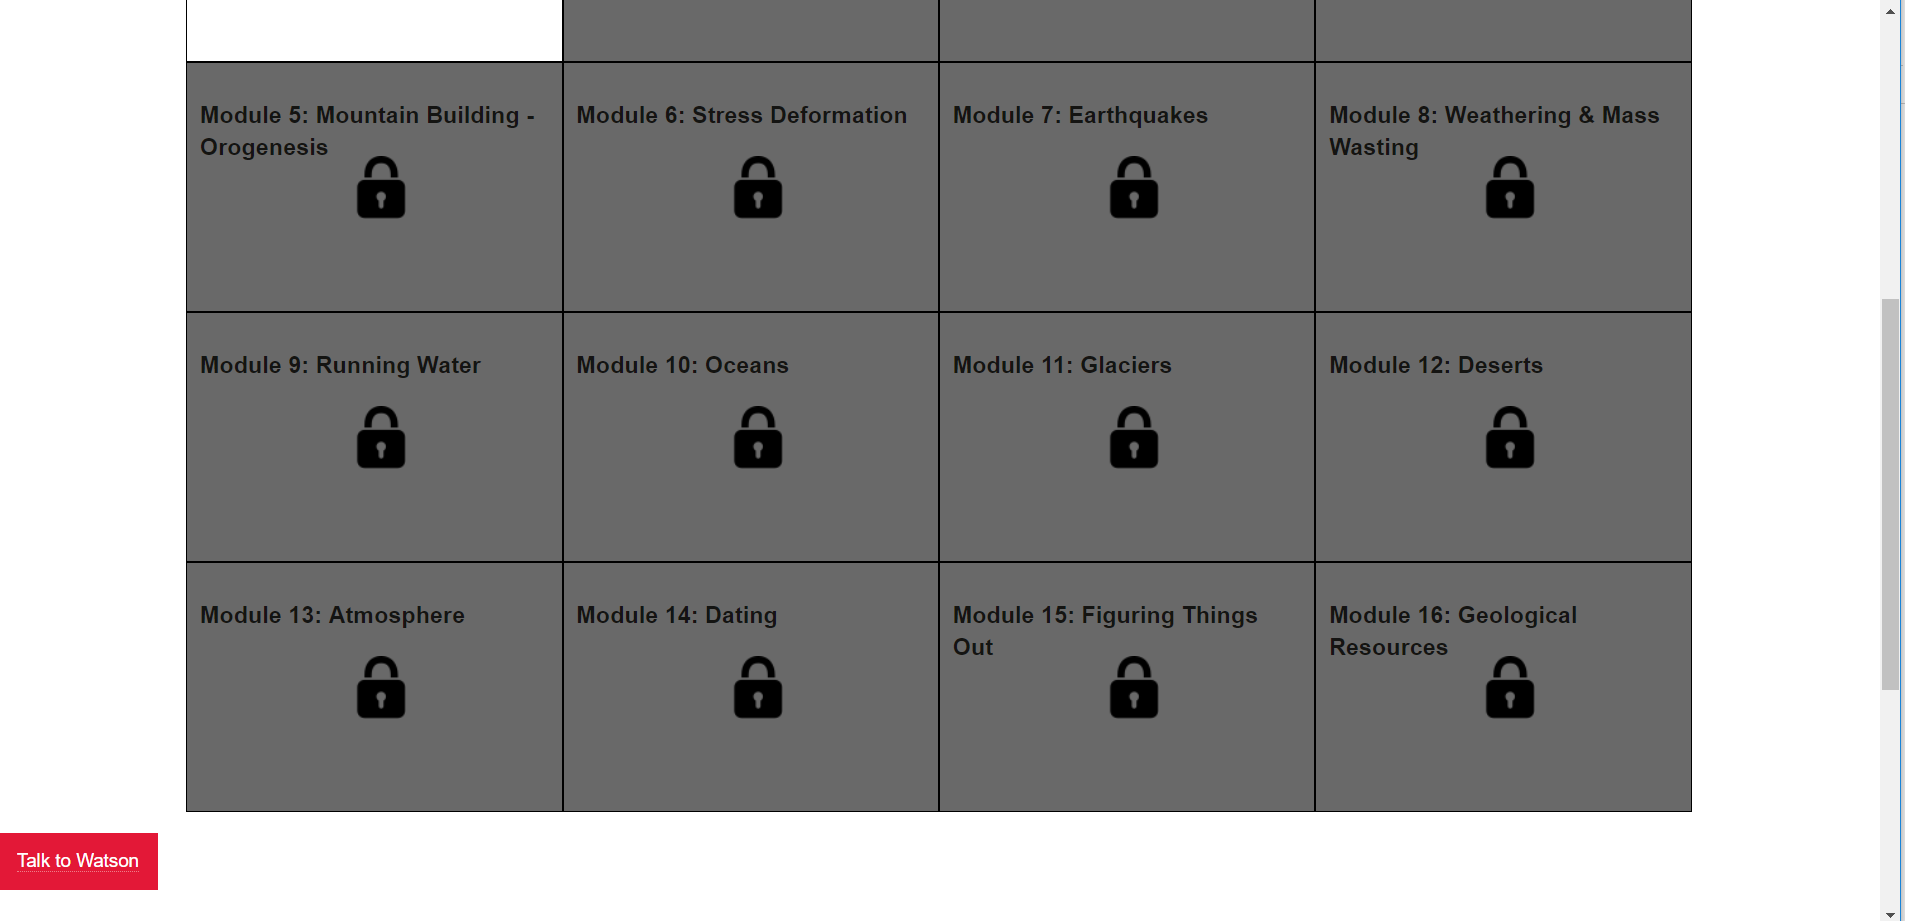 Module 5: Mountain Building -
Orogenesis
Module 6: Stress Deformation
Module 7: Earthquakes
Module 8: Weathering & Mass
Wasting
Module 9: Running Water
Module 10: Oceans
Module 11: Glaciers
Module 12: Deserts
Module 13: Atmosphere
Module 14: Dating
Module 15: Figuring Things
Out
Module 16: Geological
Resources
Talk to Watson